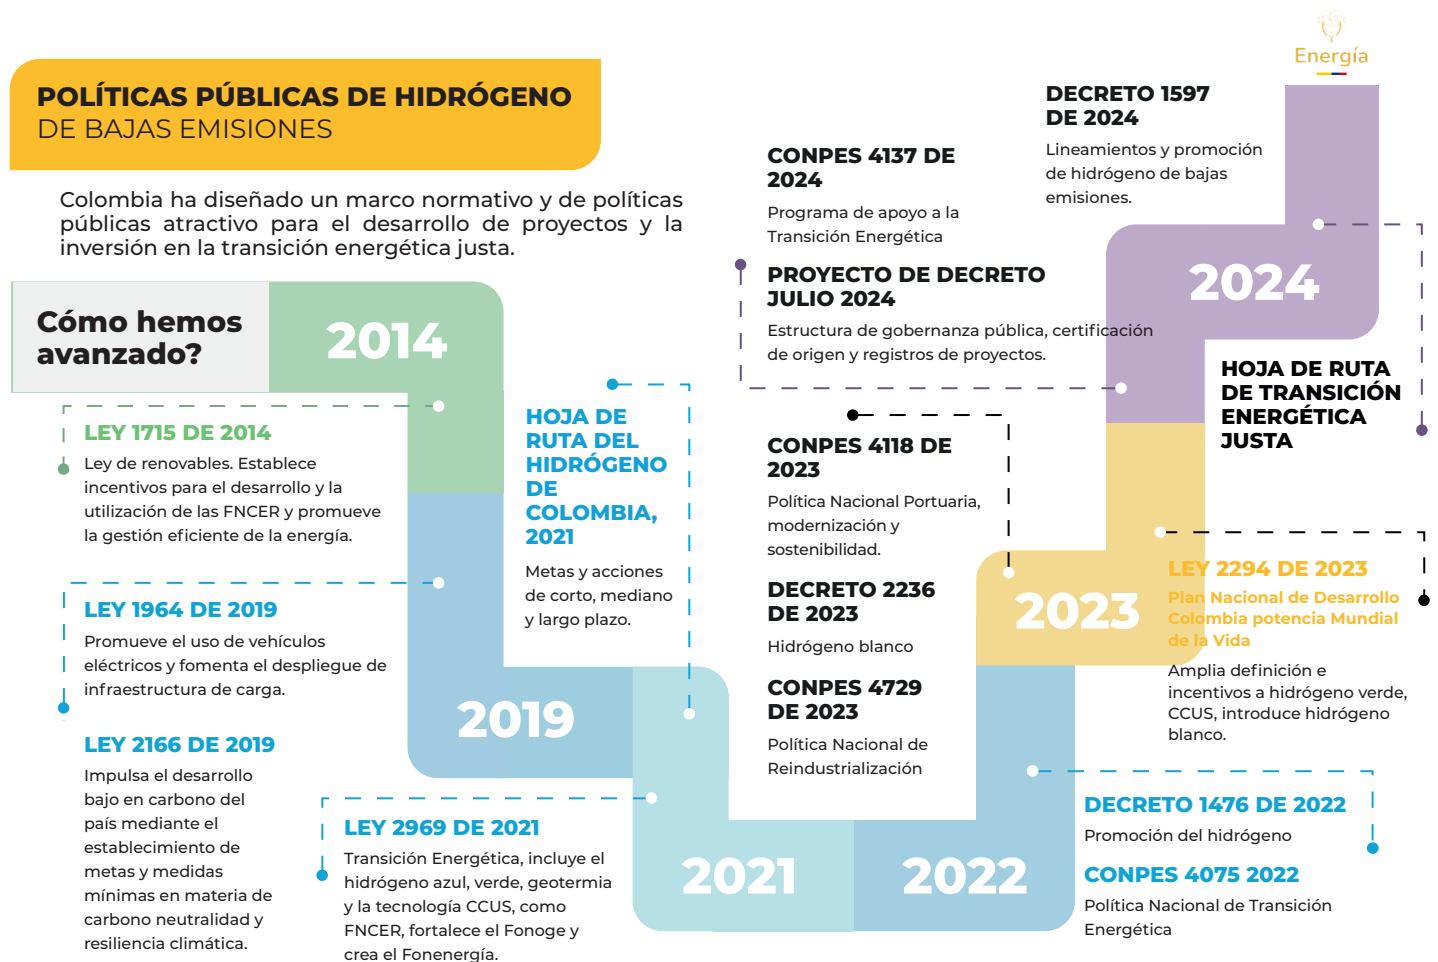 Energía
POLÍTICAS PÚBLICAS DE HIDRÓGENO
DE BAJAS EMISIONES
Colombia ha diseñado un marco normativo y de políticas
públicas atractivo para el desarrollo de proyectos y la
inversión en la transición energética justa.
Cómo hemos
avanzado?
2014
LEY 1715 DE 2014
Ley de renovables. Establece
incentivos para el desarrollo y la
utilización de las FNCER y promueve
la gestión eficiente de la energía.
LEY 1964 DE 2019
Promueve el uso de vehículos
eléctricos y fomenta el despliegue de
infraestructura de carga.
LEY 2166 DE 2019
Impulsa el desarrollo
bajo en carbono del
país mediante el
establecimiento de
metas y medidas
mínimas en materia de
carbono neutralidad y
resiliencia climática.
2019
HOJA DE
RUTA DEL
HIDRÓGENO
DE
COLOMBIA,
2021
Metas y acciones
de corto, mediano
y largo plazo.
LEY 2969 DE 2021
Transición Energética, incluye el
hidrógeno azul, verde, geotermia
y la tecnología CCUS, como
FNCER, fortalece el Fonoge y
crea el Fonenergía.
2021
2022
DECRETO 1476 DE 2022
Promoción del hidrógeno
CONPES 4075 2022
Política Nacional de Transición
Energética
CONPES 4118 DE
2023
Política Nacional Portuaria,
modernización y
sostenibilidad.
DECRETO 2236
DE 2023
Hidrógeno blanco
CONPES 4729
DE 2023
Política Nacional de
Reindustrialización
2023
LEY 2294 DE 2023
Plan Nacional de Desarrollo
Colombia potencia Mundial
de la Vida
Amplia definición e
incentivos a hidrógeno verde,
CCUS, introduce hidrógeno
blanco.
CONPES 4137 DE
2024
Programa de apoyo a la
Transición Energética
PROYECTO DE DECRETO
JULIO 2024
Estructura de gobernanza pública, certificación
de origen y registros de proyectos.
DECRETO 1597
DE 2024
Lineamientos y promoción
de hidrógeno de bajas
emisiones.
2024
HOJA DE RUTA
DE TRANSICIÓN
ENERGÉTICA
JUSTA